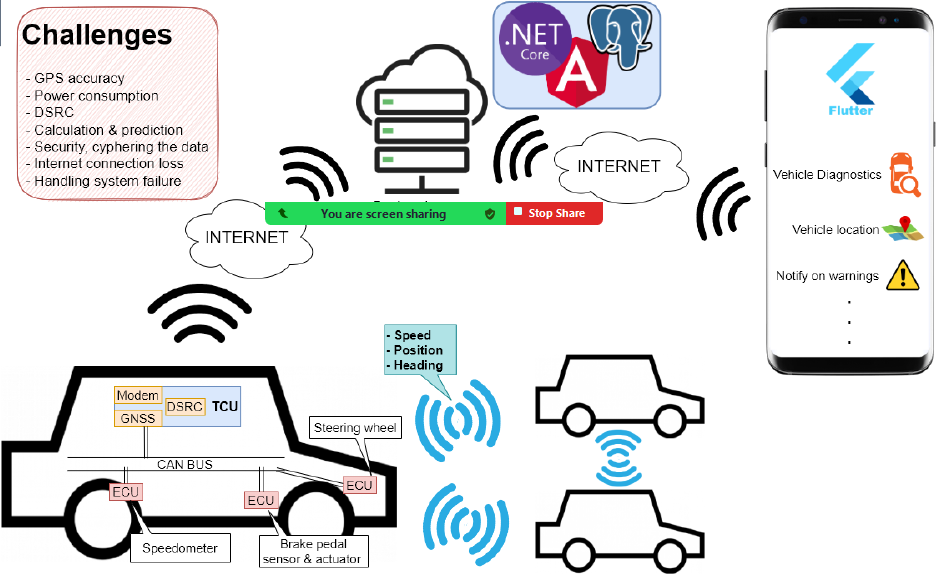 Challenges
- GPS accuracy
- Power consumption
- DSRC
- Calculation & prediction
- Security, cyphering the data
- Internet connection loss
- Handling system failure
.NET
Core
A
INTERNET
Flutter
Vehicle Diagnostics
Vehicle location
Notify on warnings
You are screen sharing
Stop Share
INTERNET
- Speed
- Position
- Heading
Modem
DSRC
TCU
GNSS
Steering wheel
CAN BUS
ECU
ECU
ECU
Speedometer
Brake pedal
sensor & actuator